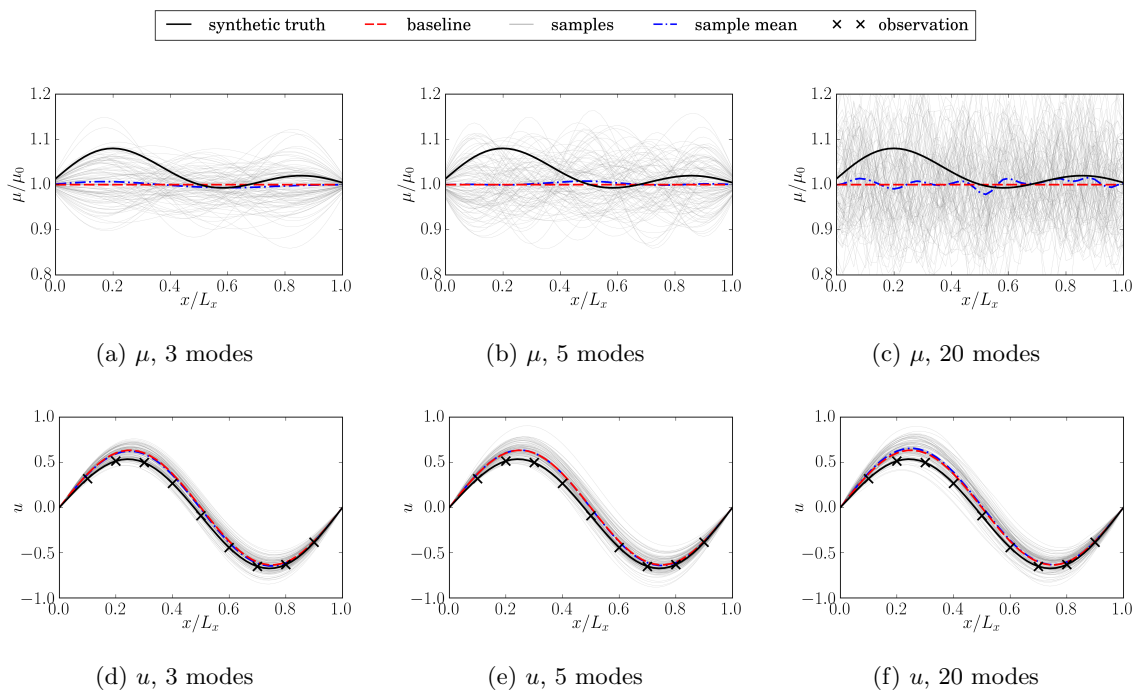 synthetic truth baseline samples sample mean observation
1.2
1.1
1.0
0.9
0.8
μ/μ0
0.0 0.2 0.4 0.6 0.8 1.0
x/Lx
(a) μ, 3 modes
1.2
1.1
1.0
0.9
0.8
μ/μ0
0.0 0.2 0.4 0.6 0.8 1.0
x/Lx
(b) μ, 5 modes
1.2
1.1
1.0
0.9
0.8
μ/μ0
0.0 0.2 0.4 0.6 0.8 1.0
x/Lx
(c) μ, 20 modes
1.0
0.5
0.0
−0.5
−1.0
u
0.0 0.2 0.4 0.6 0.8 1.0
x/Lx
(d) u, 3 modes
1.0
0.5
0.0
−0.5
−1.0
u
0.0 0.2 0.4 0.6 0.8 1.0
x/Lx
(e) u, 5 modes
1.0
0.5
0.0
−0.5
−1.0
u
0.0 0.2 0.4 0.6 0.8 1.0
x/Lx
(f) u, 20 modes